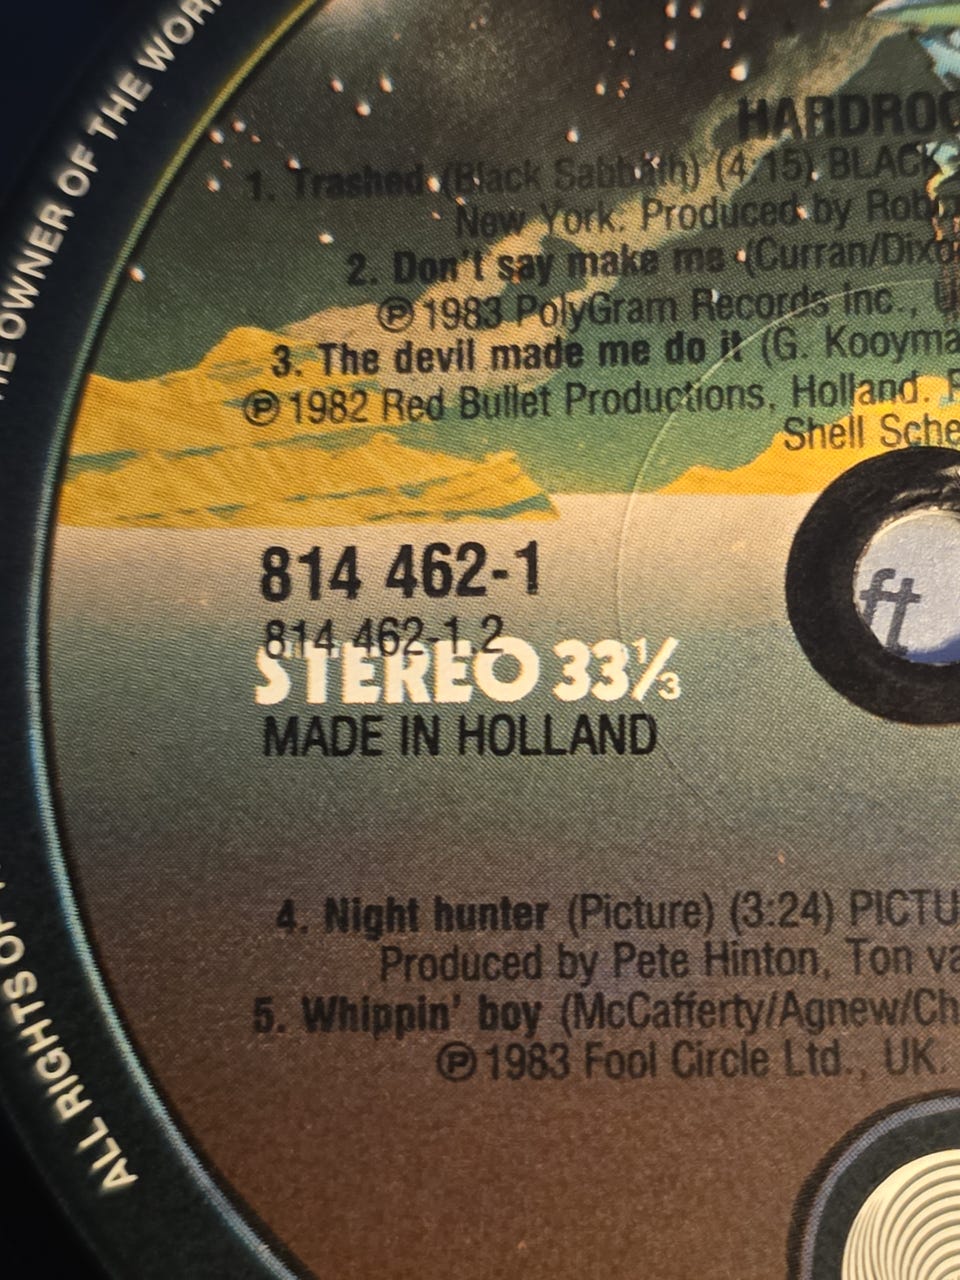 HARDROC
1. Trashed (Black Sabbath) (4:15) BLACK
New York. Produced by Rob
2. Don't say make me (Curran/Dixo
Ⓟ 1983 PolyGram Records Inc., U
3. The devil made me do it (G. Kooyma
Ⓟ 1982 Red Bullet Productions, Holland. P
Shell Sche
814 462-1
814 462-1.2
STEREO 33⅓
MADE IN HOLLAND
ft
4. Night hunter (Picture) (3:24) PICTU
Produced by Pete Hinton, Ton va
5. Whippin' boy (McCafferty/Agnew/Ch
Ⓟ 1983 Fool Circle Ltd., UK.
ALL RIGHTS OF
HE OWNER OF THE WOR